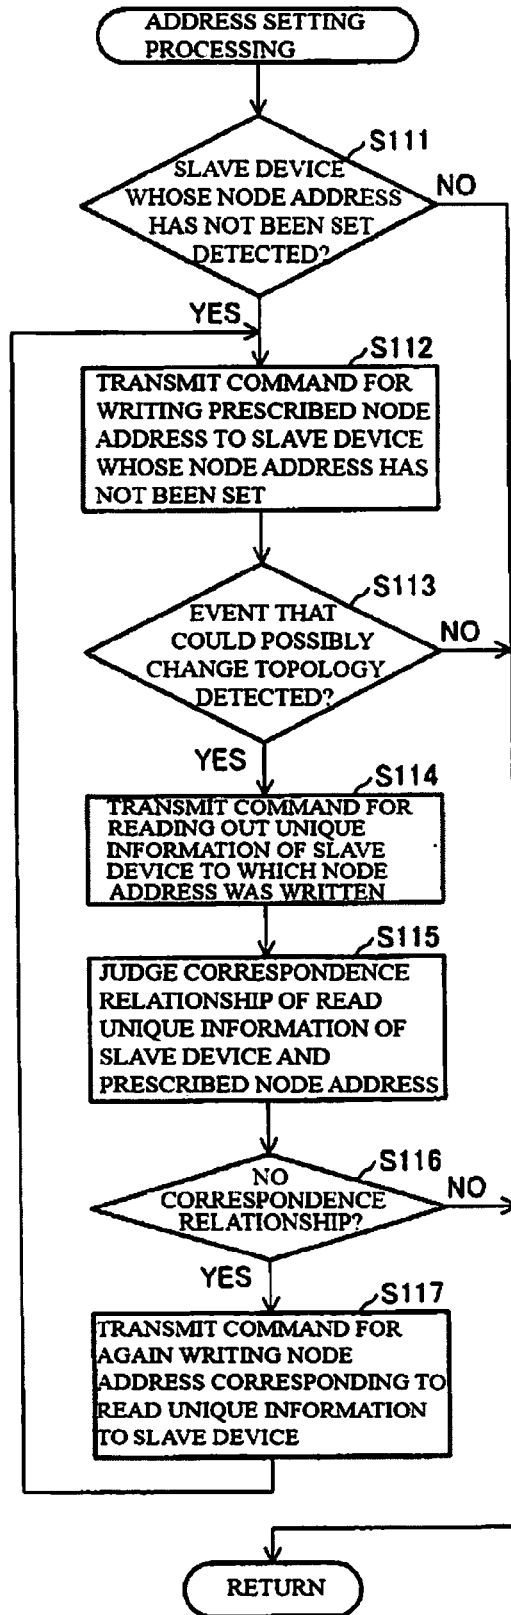 ADDRESS SETTING
PROCESSING
S111
SLAVE DEVICE
WHOSE NODE ADDRESS
HAS NOT BEEN SET
DETECTED?
NO
YES
S112
TRANSMIT COMMAND FOR
WRITING PRESCRIBED NODE
ADDRESS TO SLAVE DEVICE
WHOSE NODE ADDRESS HAS
NOT BEEN SET
S113
EVENT THAT
COULD POSSIBLY
CHANGE TOPOLOGY
DETECTED?
NO
YES
S114
TRANSMIT COMMAND FOR
READING OUT UNIQUE
INFORMATION OF SLAVE
DEVICE TO WHICH NODE
ADDRESS WAS WRITTEN
S115
JUDGE CORRESPONDENCE
RELATIONSHIP OF READ
UNIQUE INFORMATION OF
SLAVE DEVICE AND
PRESCRIBED NODE ADDRESS
S116
NO
CORRESPONDENCE
RELATIONSHIP?
NO
YES
S117
TRANSMIT COMMAND FOR
AGAIN WRITING NODE
ADDRESS CORRESPONDING TO
READ UNIQUE INFORMATION
TO SLAVE DEVICE
RETURN